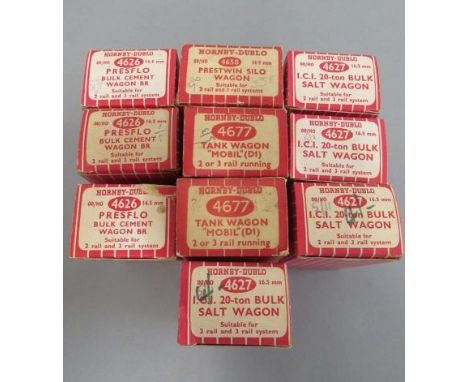 HORNBY-DUBLO
00/HO 4626 16.5 mm
PRESFLO
BULK CEMENT
WAGON BR
Suitable for
2 rail and 3 rail system
HORNBY-DUBLO
00/HO 4658 16.5 mm
PRESTWIN SILO
WAGON
Suitable for
2 rail and 3 rail system
HORNBY-DUBLO
00/HO 4627 16.5 mm
I.C.I. 20-ton BULK
SALT WAGON
Suitable for
2 rail and 3 rail system
HORNBY-DUBLO
00/HO 4626 16.5 mm
PRESFLO
BULK CEMENT
WAGON BR
Suitable for
2 rail and 3 rail system
4677
TANK WAGON
"MOBIL" (D1)
2 or 3 rail running
HORNBY-DUBLO
4627 16.5 mm
I.C.I. 20-ton BULK
SALT WAGON
Suitable for
2 rail and 3 rail system
HORNBY-DUBLO
00/HO 4626 16.5 mm
PRESFLO
BULK CEMENT
WAGON BR
Suitable for
2 rail and 3 rail system
4677
TANK WAGON
"MOBIL" (D1)
2 or 3 rail running
HORNBY-DUBLO
00/HO 4627 16.5 mm
I.C.I. 20-ton BULK
SALT WAGON
Suitable for
2 rail and 3 rail system
HORNBY-DUBLO
00/HO 4627 16.5 mm
I.C.I. 20-ton BULK
SALT WAGON
Suitable for
2 rail and 3 rail system